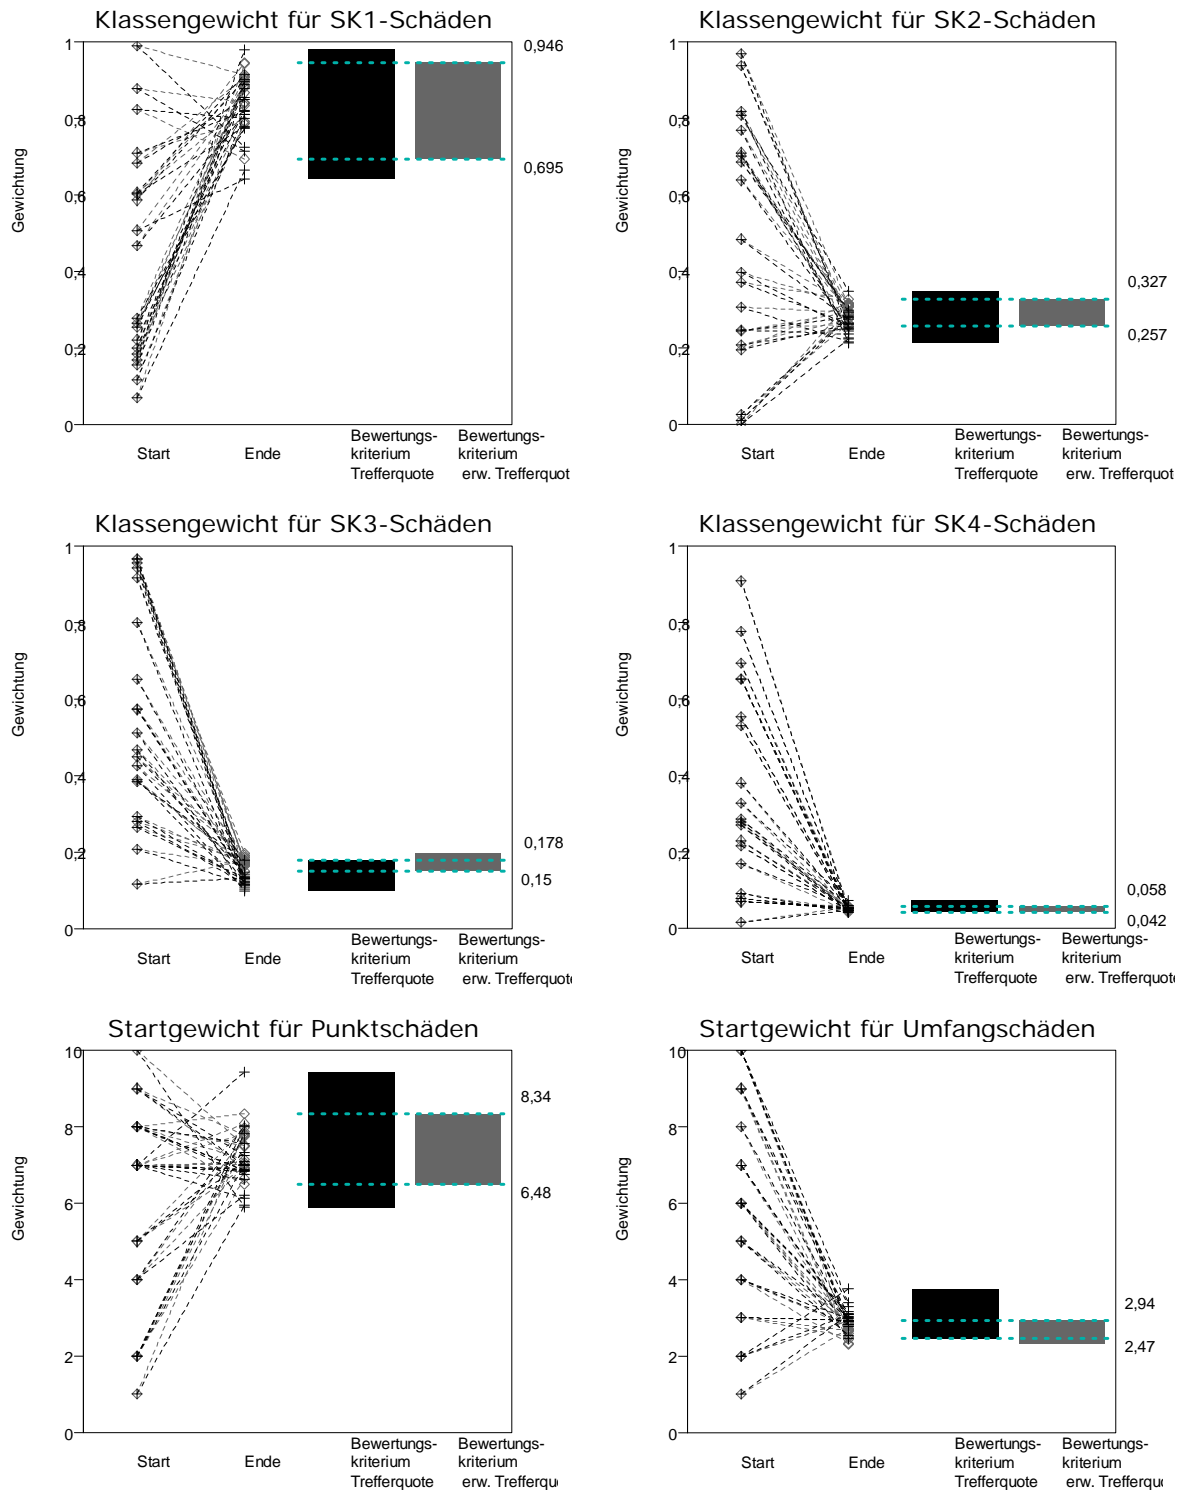 Klassengewicht für SK1-Schäden
Gewichtung
1
0,8
0,6
0,4
0,2
0
0,946
0,695
Start
Ende
Bewertungs-
kriterium
Trefferquote
Bewertungs-
kriterium
erw. Trefferquot
Klassengewicht für SK2-Schäden
Gewichtung
1
0,8
0,6
0,4
0,2
0
0,327
0,257
Start
Ende
Bewertungs-
kriterium
Trefferquote
Bewertungs-
kriterium
erw. Trefferquot
Klassengewicht für SK3-Schäden
Gewichtung
1
0,8
0,6
0,4
0,2
0
0,178
0,15
Start
Ende
Bewertungs-
kriterium
Trefferquote
Bewertungs-
kriterium
erw. Trefferquote
Klassengewicht für SK4-Schäden
Gewichtung
1
0,8
0,6
0,4
0,2
0
0,058
0,042
Start
Ende
Bewertungs-
kriterium
Trefferquote
Bewertungs-
kriterium
erw. Trefferquote
Startgewicht für Punktschäden
Gewichtung
10
8
6
4
2
0
8,34
6,48
Start
Ende
Bewertungs-
kriterium
Trefferquote
Bewertungs-
kriterium
erw. Trefferqu
Startgewicht für Umfangschäden
Gewichtung
10
8
6
4
2
0
2,94
2,47
Start
Ende
Bewertungs-
kriterium
Trefferquote
Bewertungs-
kriterium
erw. Trefferqu